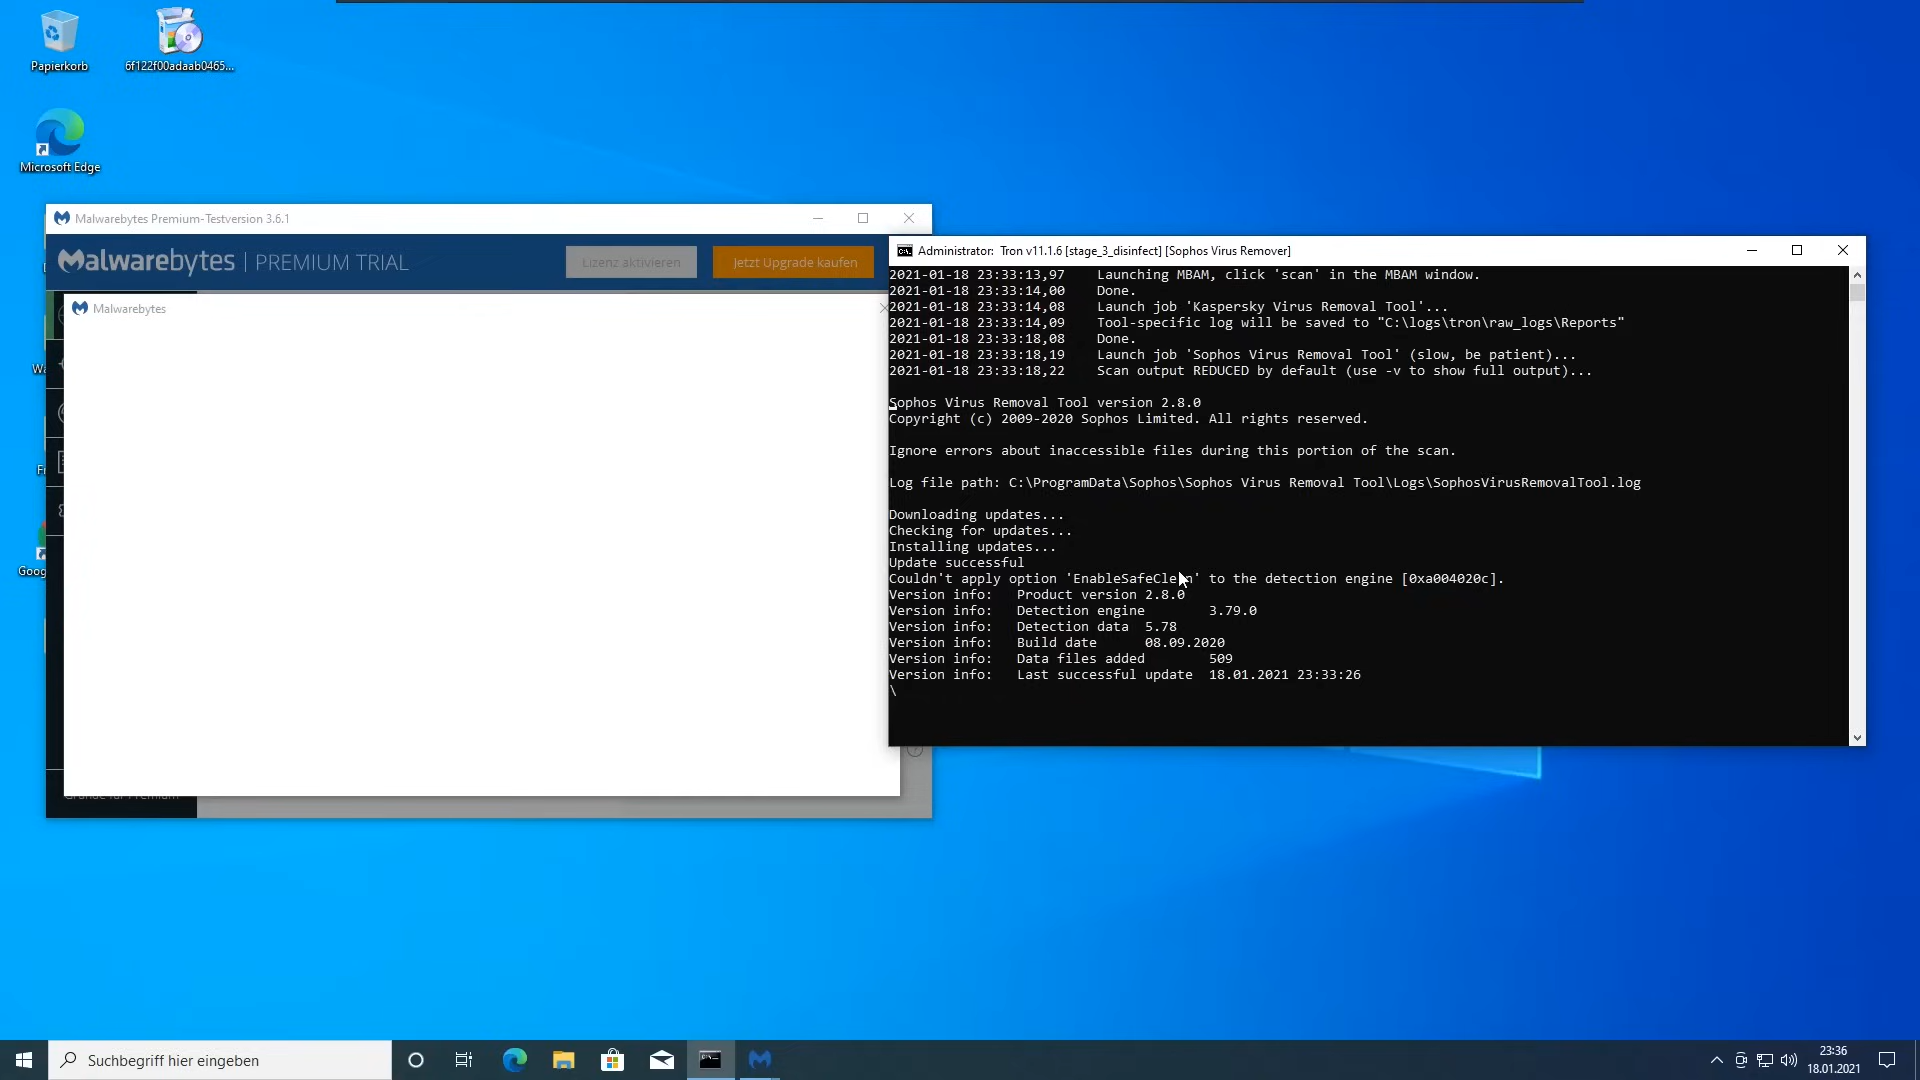 Papierkorb
6f122f00adaab0465...
Microsoft Edge
Malwarebytes Premium-Testversion 3.6.1
Malwarebytes | PREMIUM TRIAL
Lizenz aktivieren
Jetzt Upgrade kaufen
Malwarebytes
Goog
Administrator: Tron v11.1.6 [stage_3_disinfect] [Sophos Virus Remover]
2021-01-18 23:33:13,97 Launching MBAM, click 'scan' in the MBAM window.
2021-01-18 23:33:14,00 Done.
2021-01-18 23:33:14,08 Launch job 'Kaspersky Virus Removal Tool'...
2021-01-18 23:33:14,09 Tool-specific log will be saved to "C:\logs\tron\raw_logs\Reports"
2021-01-18 23:33:18,08 Done.
2021-01-18 23:33:18,19 Launch job 'Sophos Virus Removal Tool' (slow, be patient)...
2021-01-18 23:33:18,22 Scan output REDUCED by default (use -v to show full output)...
Sophos Virus Removal Tool version 2.8.0
Copyright (c) 2009-2020 Sophos Limited. All rights reserved.
Ignore errors about inaccessible files during this portion of the scan.
Log file path: C:\ProgramData\Sophos\Sophos Virus Removal Tool\Logs\SophosVirusRemovalTool.log
Downloading updates...
Checking for updates...
Installing updates...
Update successful
Couldn't apply option 'EnableSafeClean' to the detection engine [0xa004020c].
Version info: Product version 2.8.0
Version info: Detection engine 3.79.0
Version info: Detection data 5.78
Version info: Build date 08.09.2020
Version info: Data files added 509
Version info: Last successful update 18.01.2021 23:33:26
\
Suchbegriff hier eingeben
23:36
18.01.2021